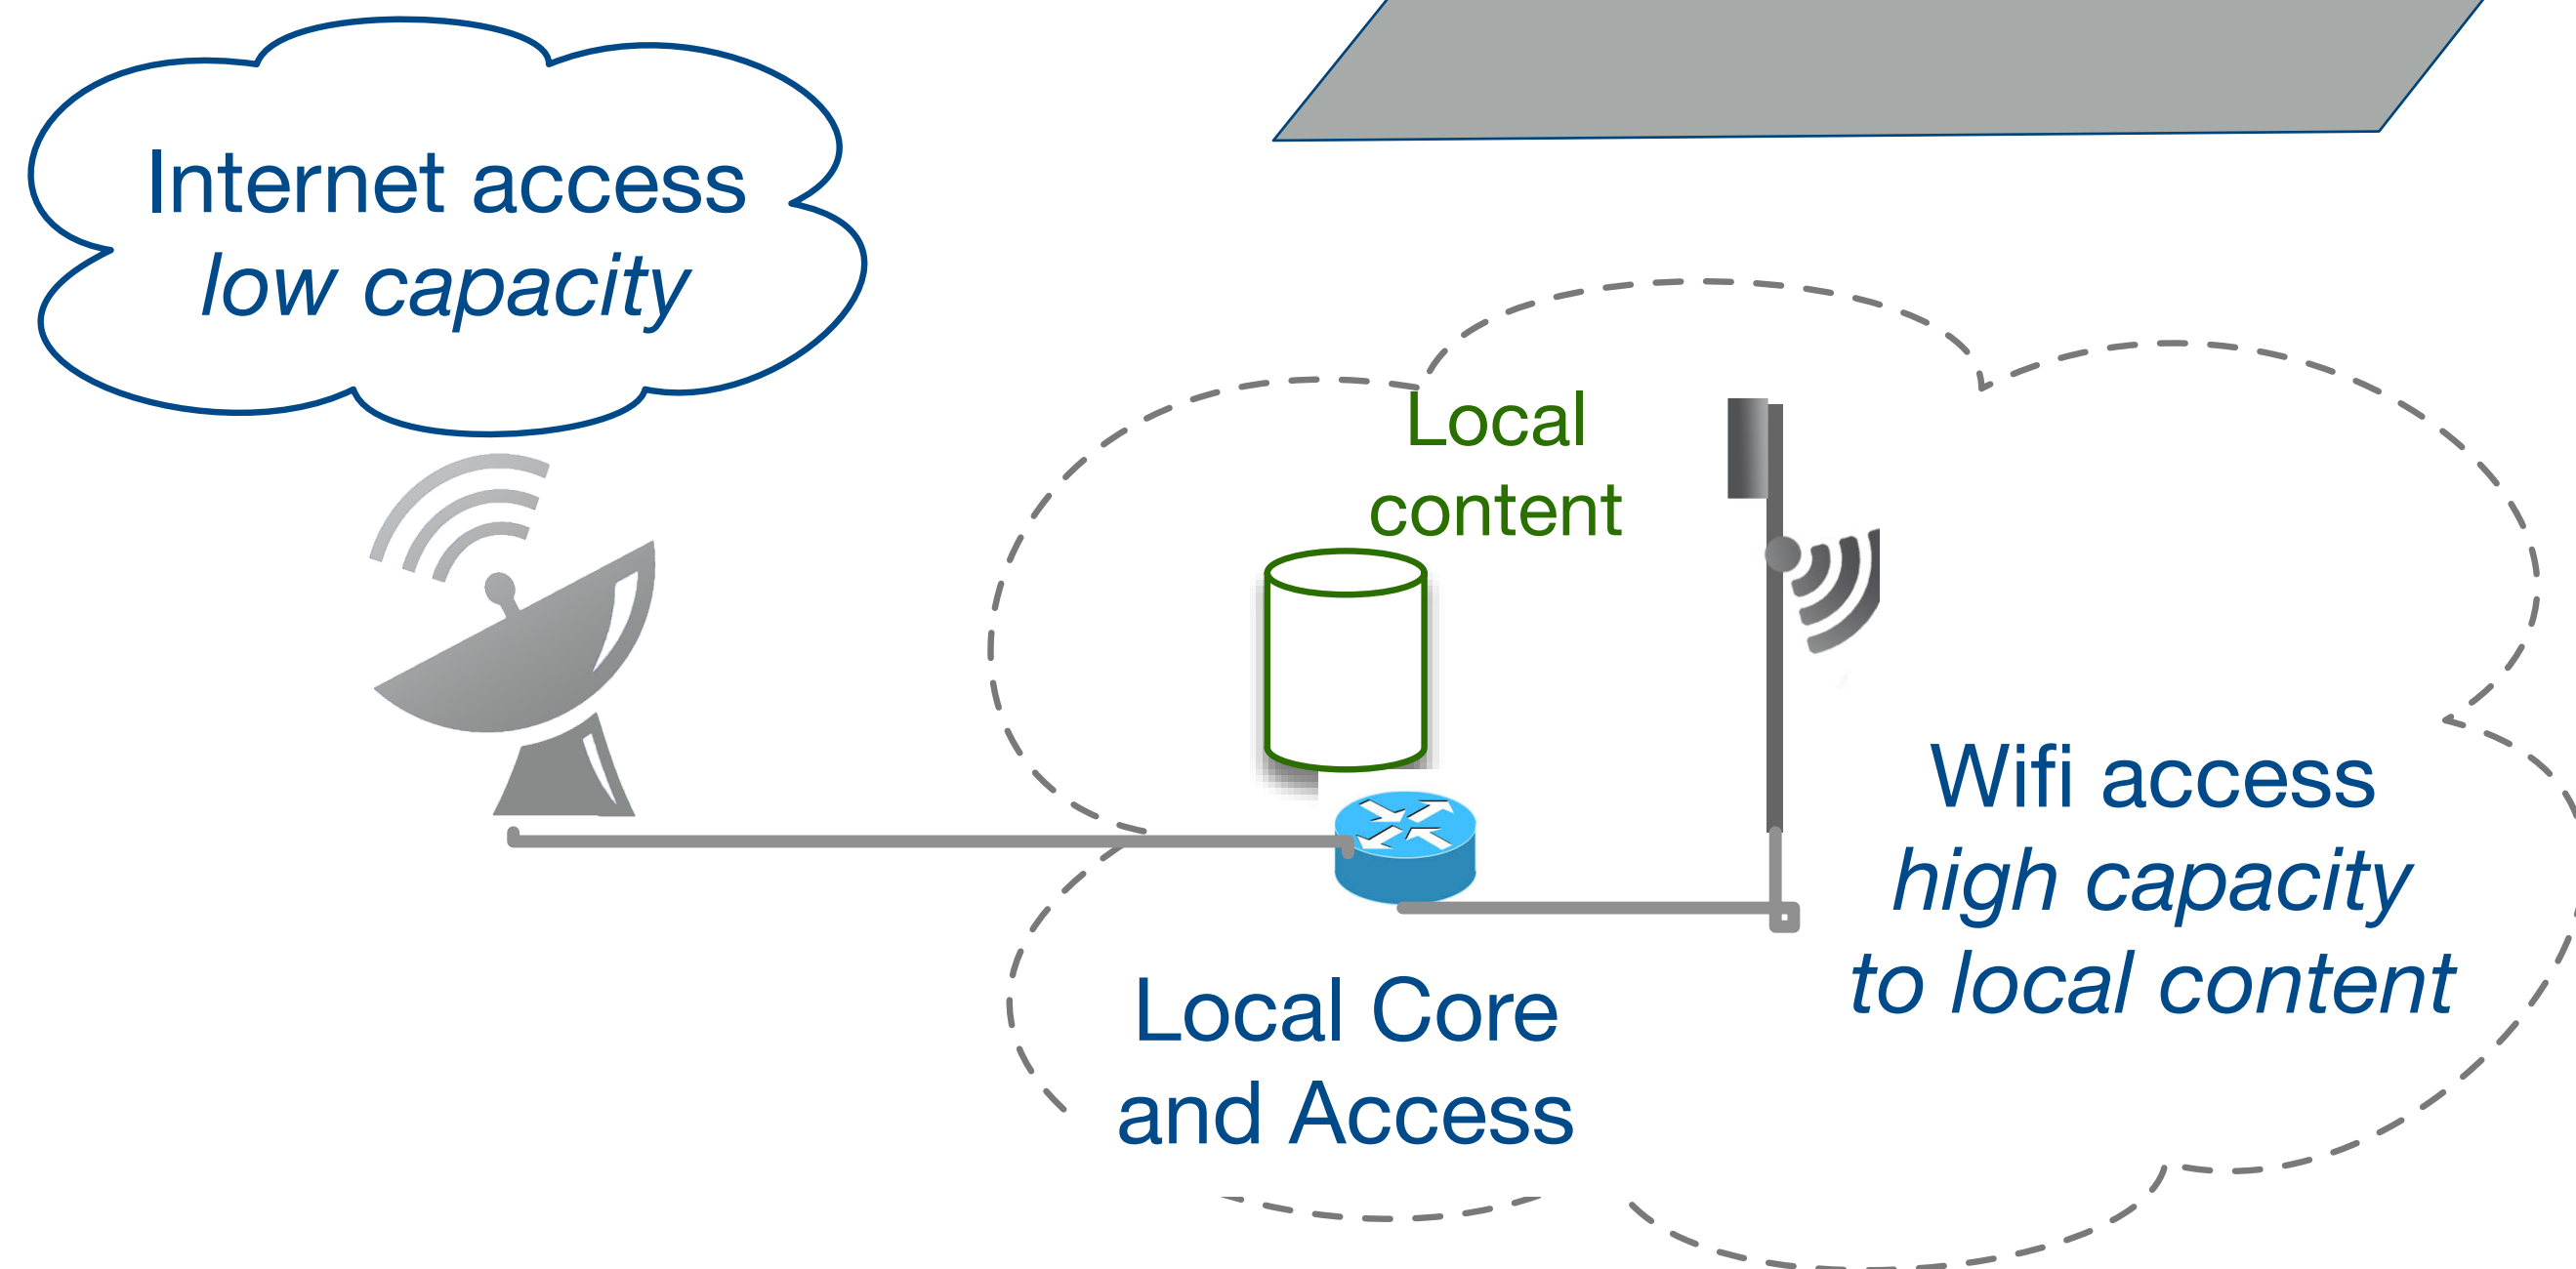 Internet access
low capacity
Local
content
Wifi access
high capacity
to local content
Local Core
and Access